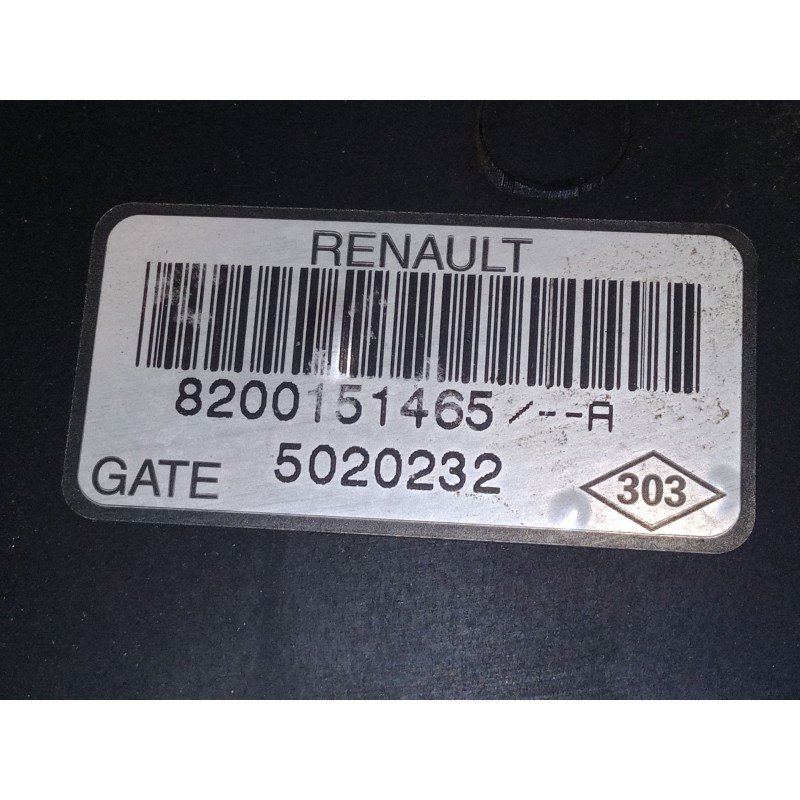 RENAULT
8200151465/--A
5020232
GATE
303